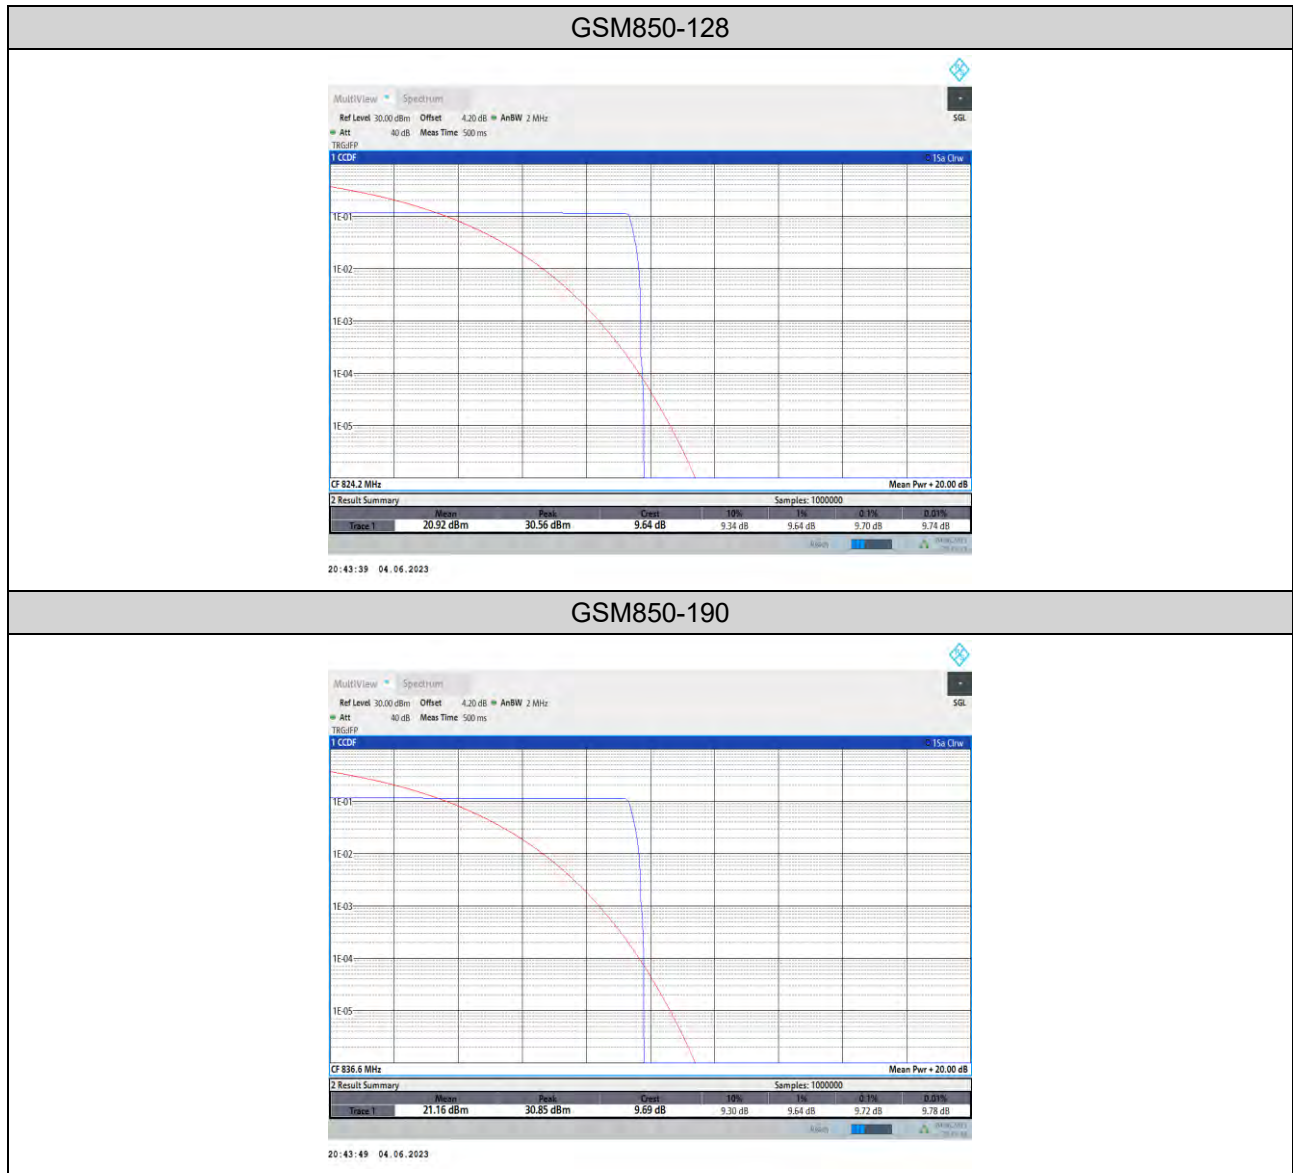 GSM850-128
MultiView Spectrum
Ref Level 30.00 dBm Offset 4.20 dB AnBW 2 MHz SGL
Att 40 dB Meas Time 500 ms
TRG:IFP
1 CCDF 1Sa Clrw
1E-01
1E-02
1E-03
1E-04
1E-05
CF 824.2 MHz Mean Pwr + 20.00 dB
2 Result Summary Samples: 1000000
Mean Peak Crest 10% 1% 0.1% 0.01%
Trace 1 20.92 dBm 30.56 dBm 9.64 dB 9.34 dB 9.64 dB 9.70 dB 9.74 dB
20:43:39 04.06.2023
GSM850-190
MultiView Spectrum
Ref Level 30.00 dBm Offset 4.20 dB AnBW 2 MHz SGL
Att 40 dB Meas Time 500 ms
TRG:IFP
1 CCDF 1Sa Clrw
1E-01
1E-02
1E-03
1E-04
1E-05
CF 836.6 MHz Mean Pwr + 20.00 dB
2 Result Summary Samples: 1000000
Mean Peak Crest 10% 1% 0.1% 0.01%
Trace 1 21.16 dBm 30.85 dBm 9.69 dB 9.30 dB 9.64 dB 9.72 dB 9.78 dB
20:43:49 04.06.2023